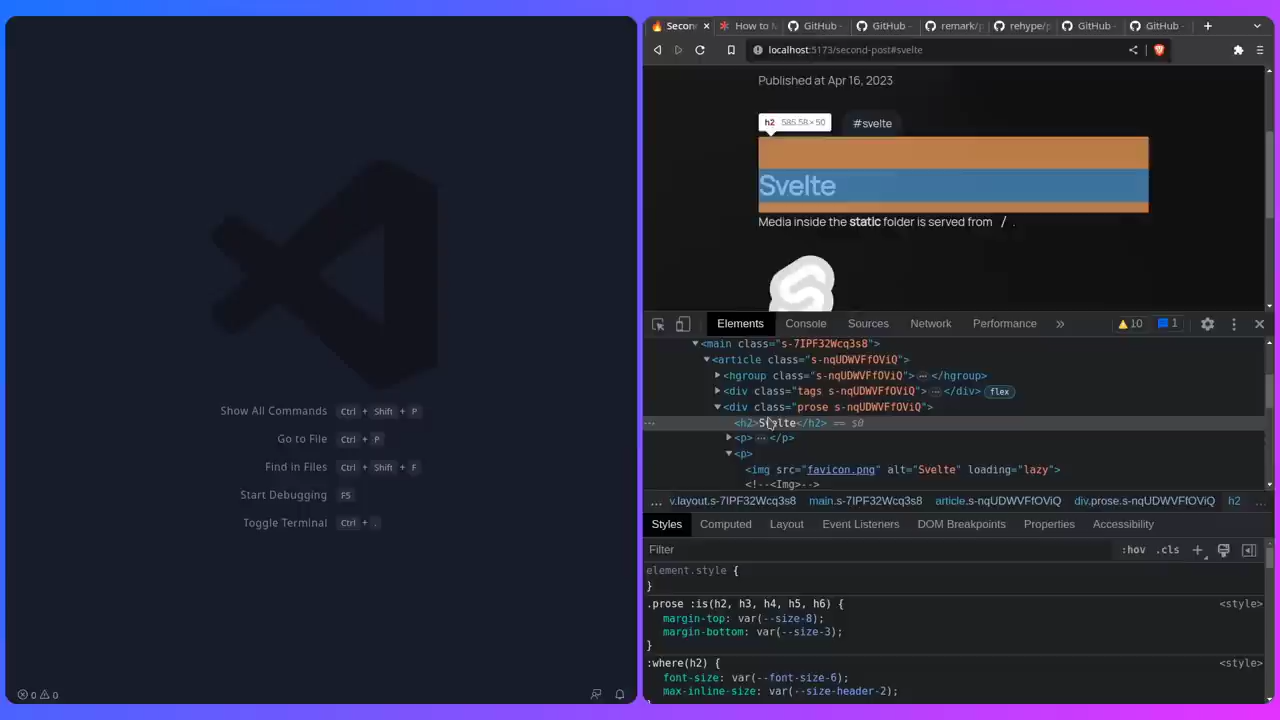 Show All Commands Ctrl + Shift + P
Go to File Ctrl + P
Find in Files Ctrl + Shift + F
Start Debugging F5
Toggle Terminal Ctrl + .
0 0
Secon × How to M GitHub - GitHub - remark/p rehype/p GitHub - GitHub -
localhost:5173/second-post#svelte
Published at Apr 16, 2023
h2 585.58 × 50
#svelte
Svelte
Media inside the static folder is served from / .
Elements Console Sources Network Performance » 10 1
<main class="s-7IPF32Wcq3s8">
<article class="s-nqUDWVFfOViQ">
<hgroup class="s-nqUDWVFfOViQ"> ⋯ </hgroup>
<div class="tags s-nqUDWVFfOViQ"> ⋯ </div> flex
<div class="prose s-nqUDWVFfOViQ">
⋯ <h2>Svelte</h2> == $0
<p> ⋯ </p>
<p>
<img src="favicon.png" alt="Svelte" loading="lazy">
<!--<Img>-->
… v.layout.s-7IPF32Wcq3s8 main.s-7IPF32Wcq3s8 article.s-nqUDWVFfOViQ div.prose.s-nqUDWVFfOViQ h2 …
Styles Computed Layout Event Listeners DOM Breakpoints Properties Accessibility
Filter :hov .cls +
element.style {
}
.prose :is(h2, h3, h4, h5, h6) { <style>
margin-top: var(--size-8);
margin-bottom: var(--size-3);
}
:where(h2) { <style>
font-size: var(--font-size-6);
max-inline-size: var(--size-header-2);